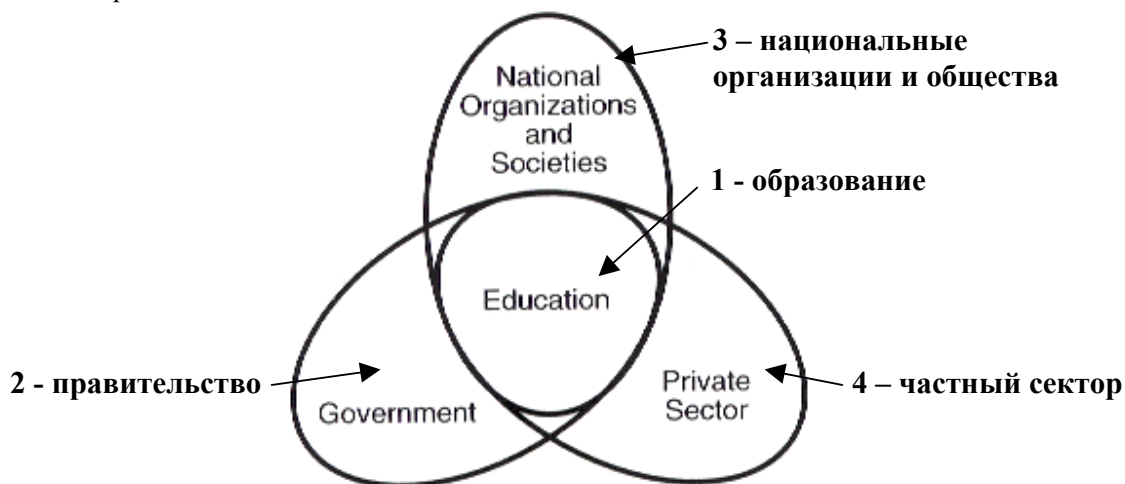 3 – национальные
организации и общества
National
Organizations
and
Societies
1 - образование
Education
2 - правительство
Government
Private
Sector
4 – частный сектор